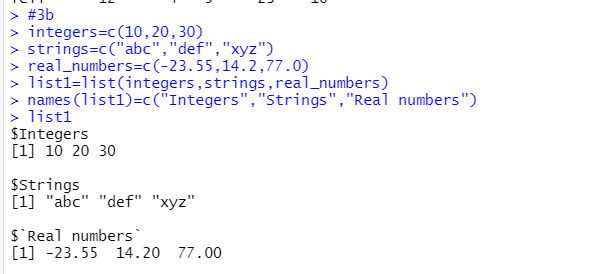 > #3b
> integers=c(10,20,30)
> strings=c("abc","def","xyz")
> real_numbers=c(-23.55,14.2,77.0)
> list1=list(integers,strings,real_numbers)
> names(list1)=c("Integers","Strings","Real numbers")
> list1
$Integers
[1] 10 20 30

$Strings
[1] "abc" "def" "xyz"

$`Real numbers`
[1] -23.55  14.20  77.00